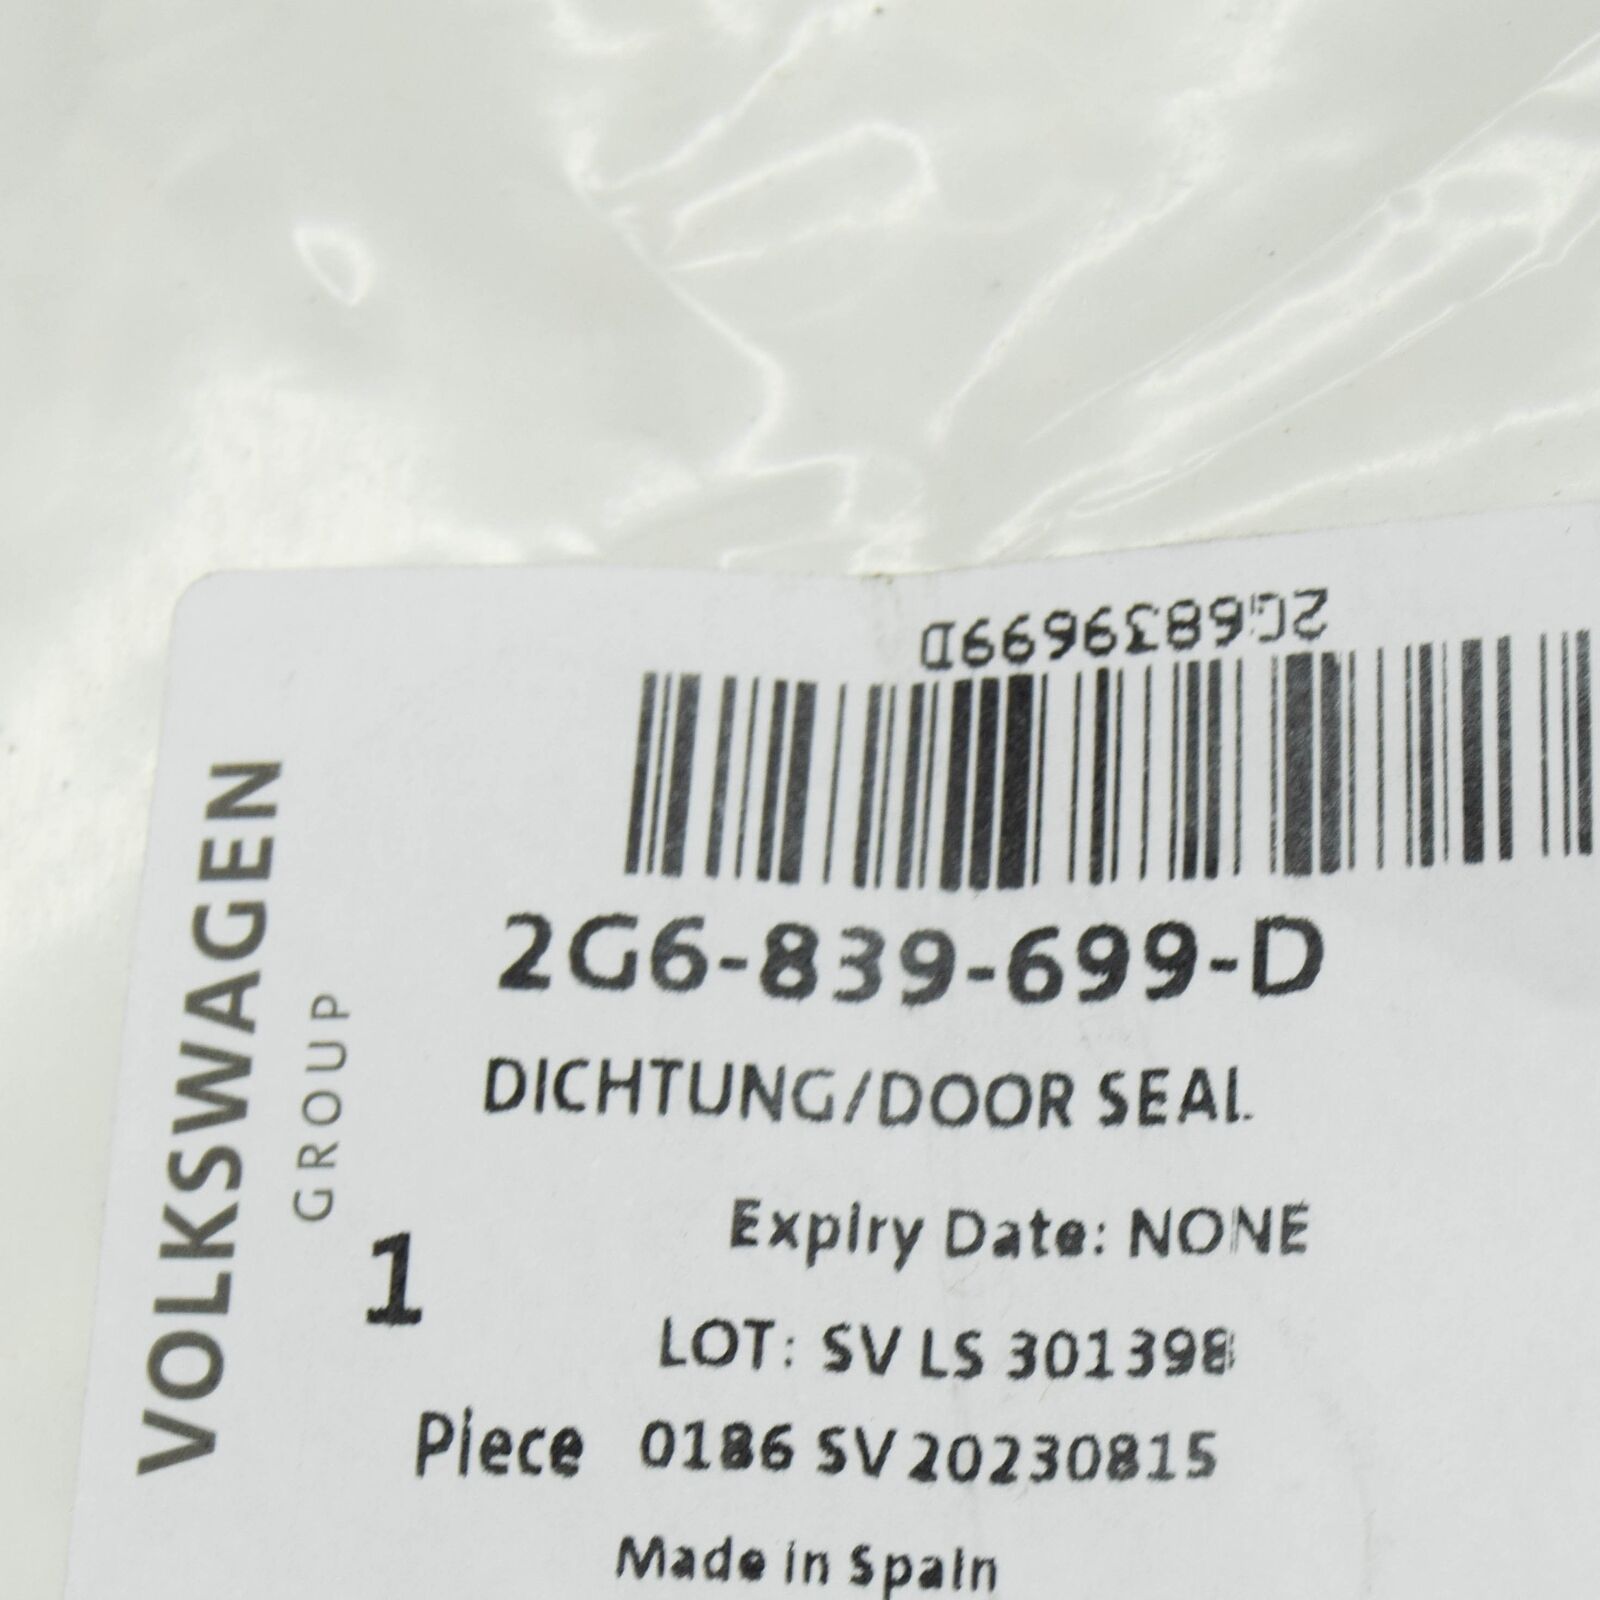 2G6839699D
VOLKSWAGEN
GROUP
2G6-839-699-D
DICHTUNG/DOOR SEAL
Expiry Date: NONE
1
LOT: SV LS 301398
Piece 0186 SV 20230815
Made in Spain